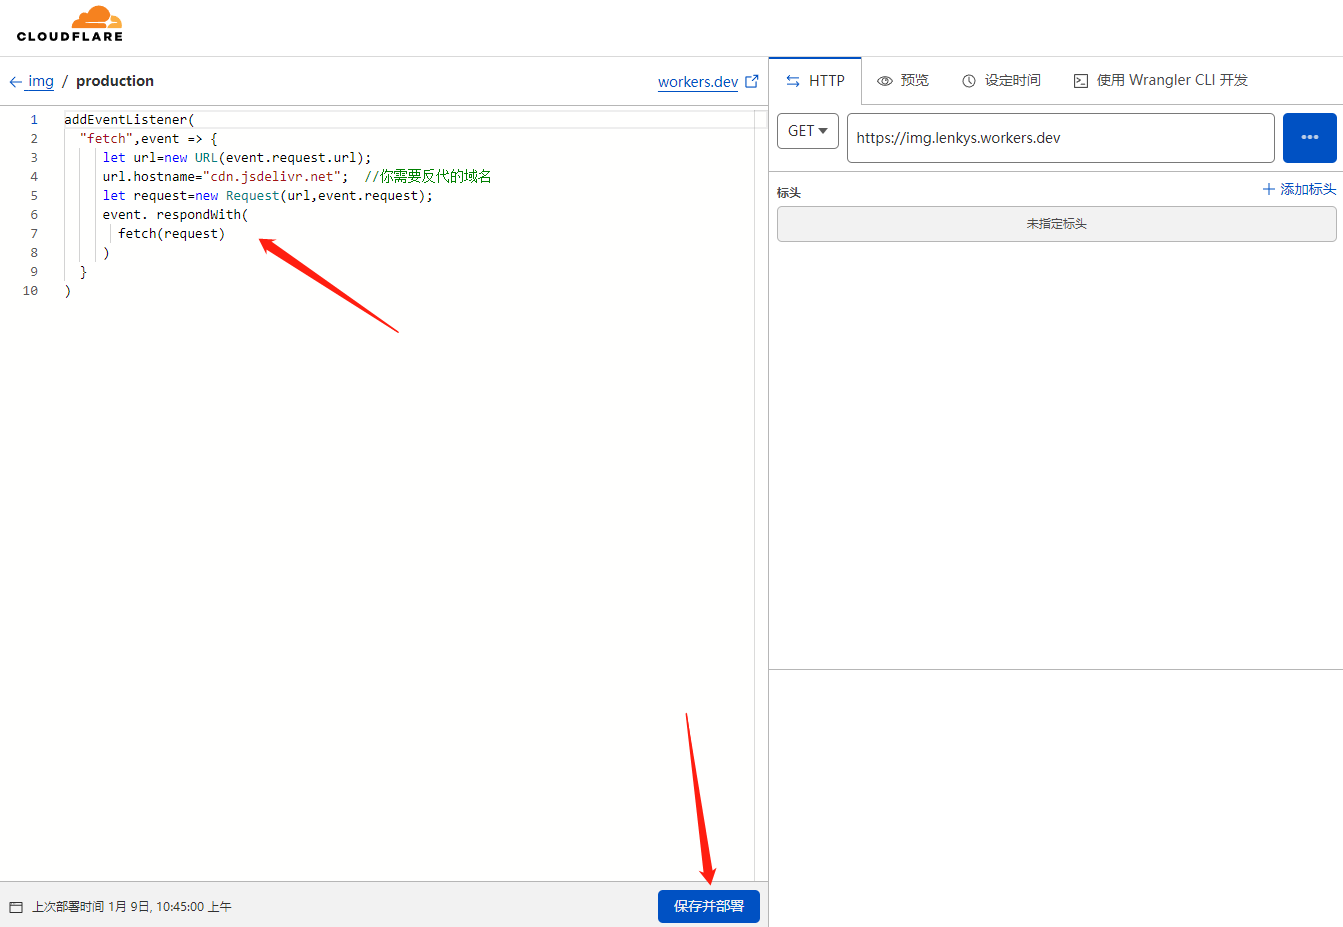 CLOUDFLARE
img / production
workers.dev
HTTP
预览
设定时间
使用 Wrangler CLI 开发
1 addEventListener(
2 "fetch",event => {
3 let url=new URL(event.request.url);
4 url.hostname="cdn.jsdelivr.net"; //你需要反代的域名
5 let request=new Request(url,event.request);
6 event. respondWith(
7 fetch(request)
8 )
9 }
10 )
GET
https://img.lenkys.workers.dev
标头
添加标头
未指定标头
上次部署时间 1月 9日, 10:45:00 上午
保存并部署